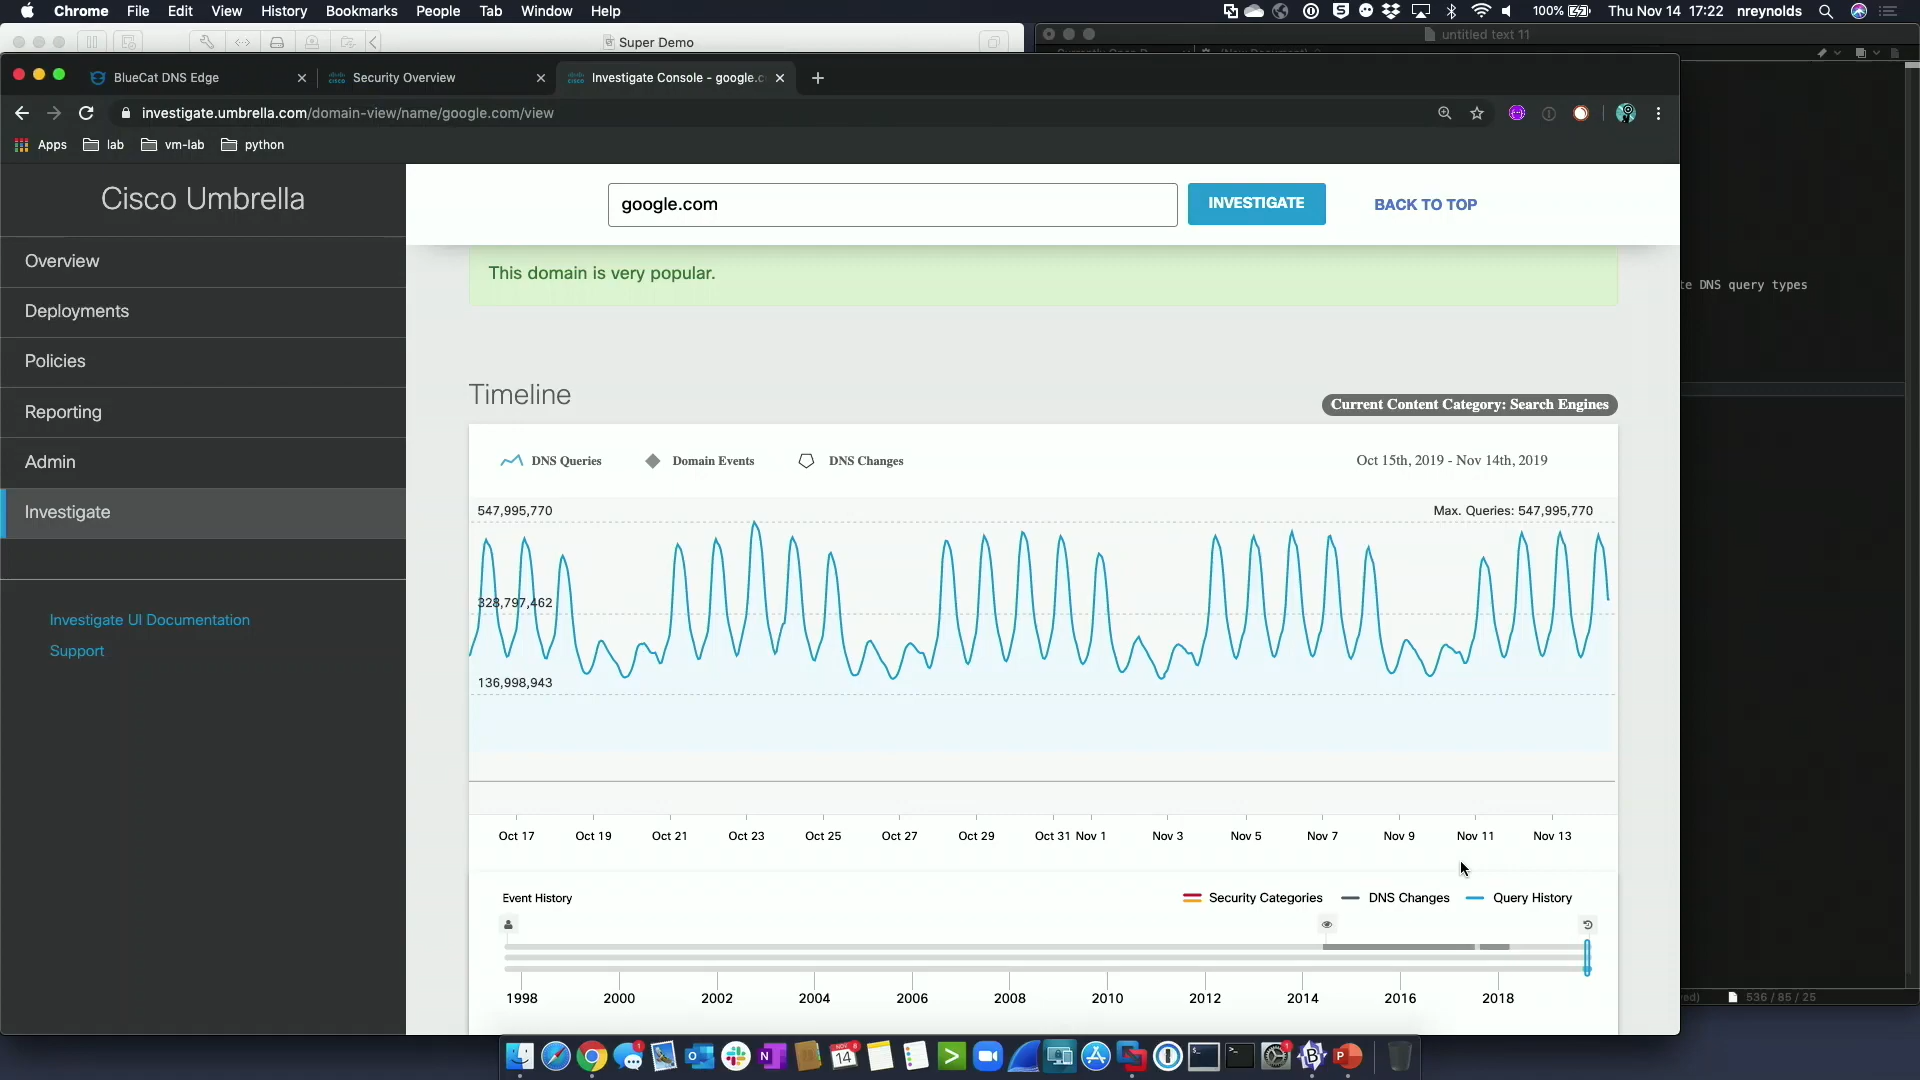 Chrome File Edit View History Bookmarks People Tab Window Help
100% Thu Nov 14 17:22 nreynolds
Super Demo
untitled text 11
BlueCat DNS Edge
Security Overview
Investigate Console - google.c
investigate.umbrella.com/domain-view/name/google.com/view
Apps lab vm-lab python
Cisco Umbrella
google.com
INVESTIGATE
BACK TO TOP
Overview
Deployments
Policies
Reporting
Admin
Investigate
Investigate UI Documentation
Support
This domain is very popular.
te DNS query types
Timeline
Current Content Category: Search Engines
DNS Queries Domain Events DNS Changes
Oct 15th, 2019 - Nov 14th, 2019
547,995,770
Max. Queries: 547,995,770
328,797,462
136,998,943
Oct 17 Oct 19 Oct 21 Oct 23 Oct 25 Oct 27 Oct 29 Oct 31 Nov 1 Nov 3 Nov 5 Nov 7 Nov 9 Nov 11 Nov 13
Event History
Security Categories DNS Changes Query History
1998 2000 2002 2004 2006 2008 2010 2012 2014 2016 2018
536 / 85 / 25